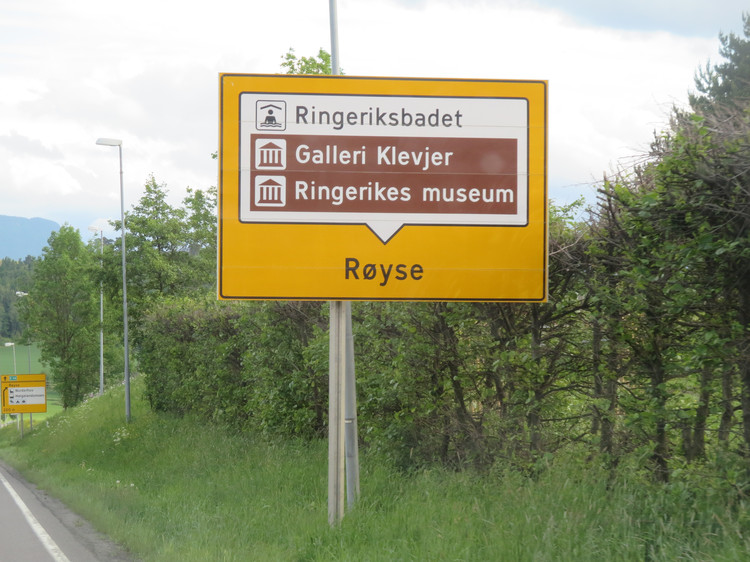 Ringeriksbadet
Galleri Klevjer
Ringerikes museum
Røyse